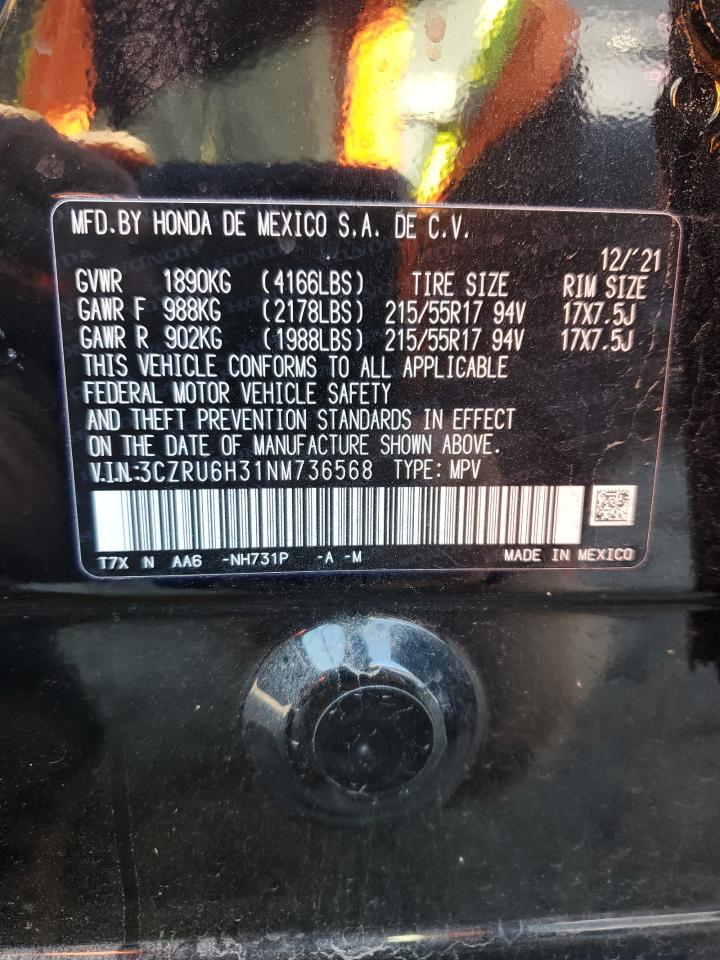 MFD.BY HONDA DE MEXICO S.A. DE C.V.
12/'21
GVWR 1890KG (4166LBS) TIRE SIZE RIM SIZE
GAWR F 988KG (2178LBS) 215/55R17 94V 17X7.5J
GAWR R 902KG (1988LBS) 215/55R17 94V 17X7.5J
THIS VEHICLE CONFORMS TO ALL APPLICABLE
FEDERAL MOTOR VEHICLE SAFETY
AND THEFT PREVENTION STANDARDS IN EFFECT
ON THE DATE OF MANUFACTURE SHOWN ABOVE.
V.I.N:3CZRU6H31NM736568 TYPE: MPV
T7X N AA6 -NH731P -A -M MADE IN MEXICO